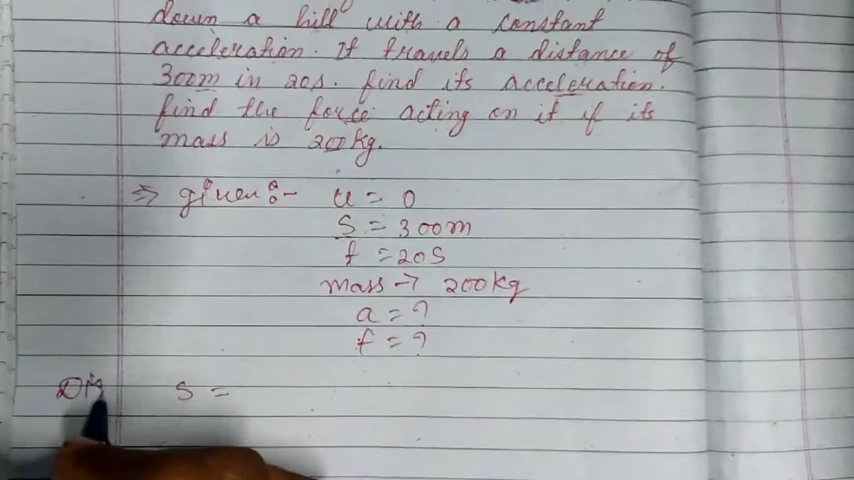 down a hill with a constant
acceleration. It travels a distance of
300m in 20s. find its acceleration.
find the force acting on it if its
mass is 200kg.
⇒ given :- u = 0
S = 300m
t = 20s
mass → 200kg
a = ?
f = ?
S =